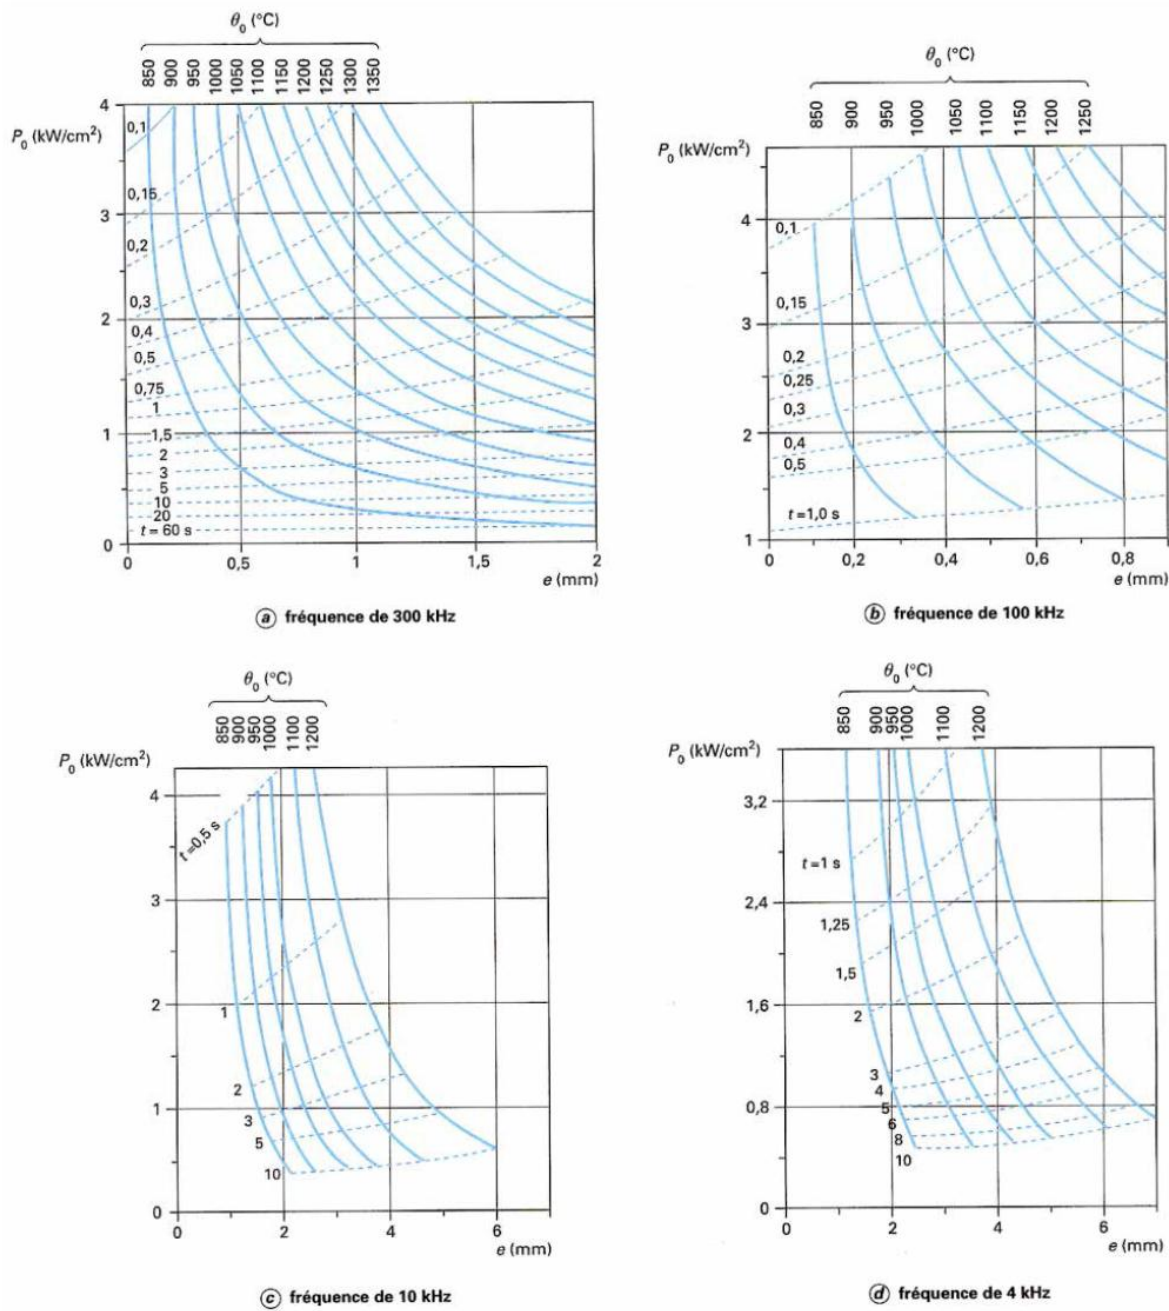 θ₀ (°C)
850 900 950 1000 1050 1100 1150 1200 1250 1300 1350
P₀ (kW/cm²)
4
0,1
0,15
3
0,2
0,3
2
0,4
0,5
0,75
1
1
1,5
2
3
5
10
20
t = 60 s
0
0 0,5 1 1,5 2
e (mm)
a fréquence de 300 kHz
θ₀ (°C)
850 900 950 1000 1050 1100 1150 1200 1250
P₀ (kW/cm²)
4
0,1
0,15
3
0,2
0,25
0,3
2
0,4
0,5
t = 1,0 s
1
0 0,2 0,4 0,6 0,8
e (mm)
b fréquence de 100 kHz
θ₀ (°C)
850 900 950 1000 1100 1200
P₀ (kW/cm²)
4
t = 0,5 s
3
2
1
2
1
3
5
10
0
0 2 4 6
e (mm)
c fréquence de 10 kHz
θ₀ (°C)
850 900 950 1000 1100 1200
P₀ (kW/cm²)
3,2
t = 1 s
2,4
1,25
1,5
1,6
2
3
4
0,8
5
6
8
10
0
0 2 4 6
e (mm)
d fréquence de 4 kHz